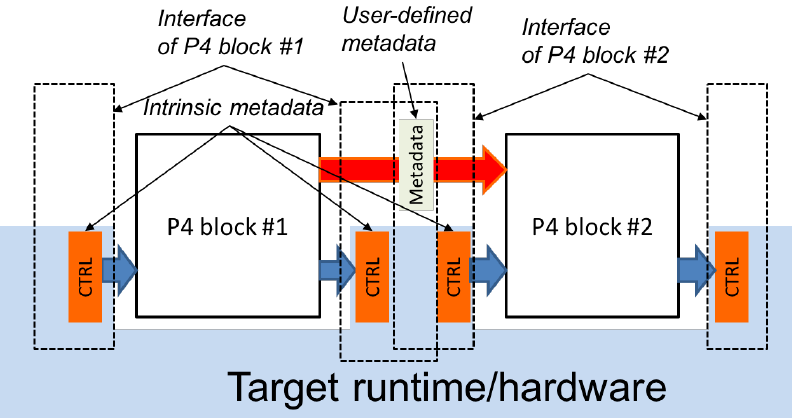 Interface
of P4 block #1
User-defined
metadata
Interface
of P4 block #2
Intrinsic metadata
Metadata
P4 block #1
P4 block #2
CTRL
CTRL
CTRL
CTRL
Target runtime/hardware